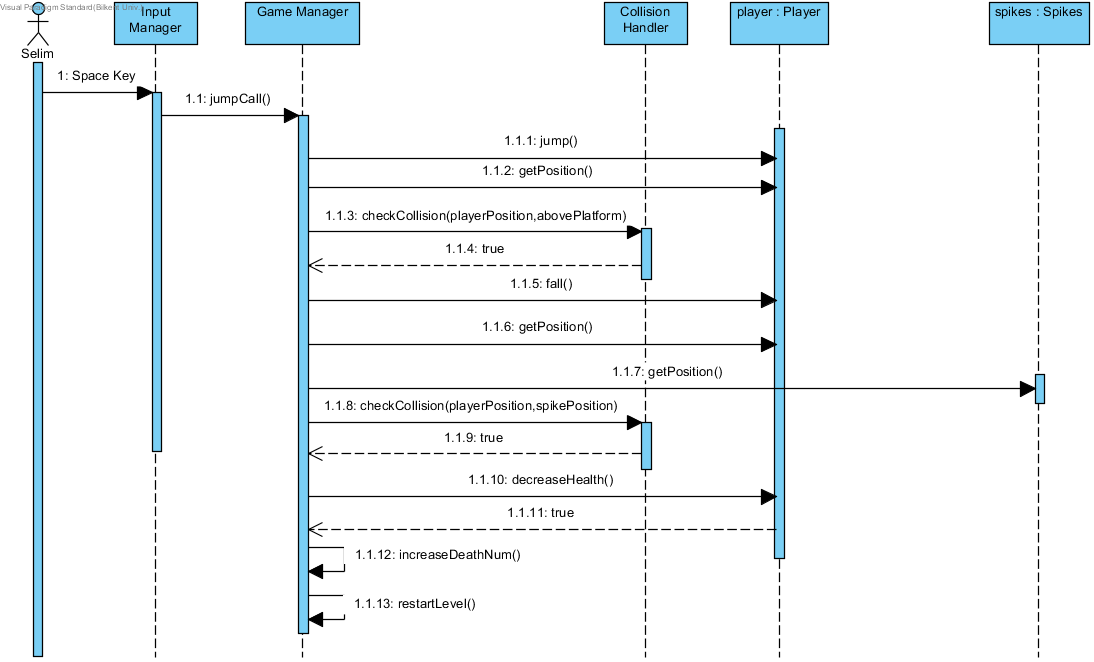 Visual Paradigm Standard(Bilkent Univ.)
Selim
Input
Manager
Game Manager
Collision
Handler
player : Player
spikes : Spikes
1: Space Key
1.1: jumpCall()
1.1.1: jump()
1.1.2: getPosition()
1.1.3: checkCollision(playerPosition,abovePlatform)
1.1.4: true
1.1.5: fall()
1.1.6: getPosition()
1.1.7: getPosition()
1.1.8: checkCollision(playerPosition,spikePosition)
1.1.9: true
1.1.10: decreaseHealth()
1.1.11: true
1.1.12: increaseDeathNum()
1.1.13: restartLevel()